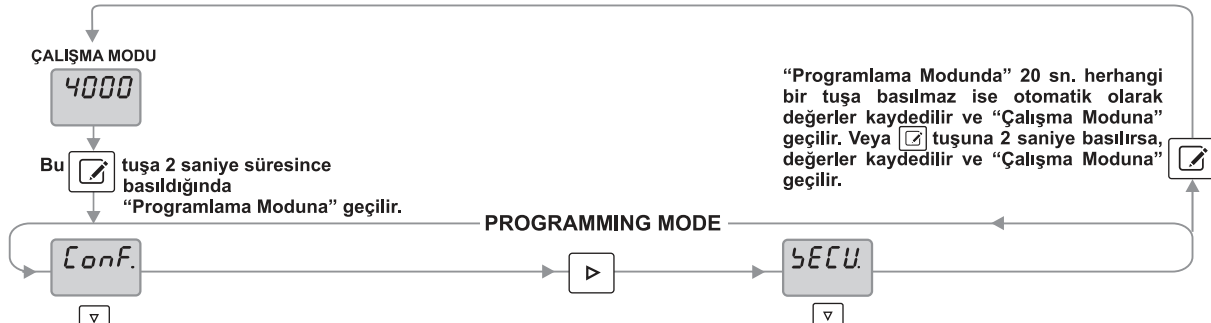 ÇALIŞMA MODU
4000
Bu tuşa 2 saniye süresince
basıldığında
“Programlama Moduna” geçilir.
“Programlama Modunda” 20 sn. herhangi
bir tuşa basılmaz ise otomatik olarak
değerler kaydedilir ve “Çalışma Moduna”
geçilir. Veya tuşuna 2 saniye basılırsa,
değerler kaydedilir ve “Çalışma Moduna”
geçilir.
PROGRAMMING MODE
ConF.
SECU.